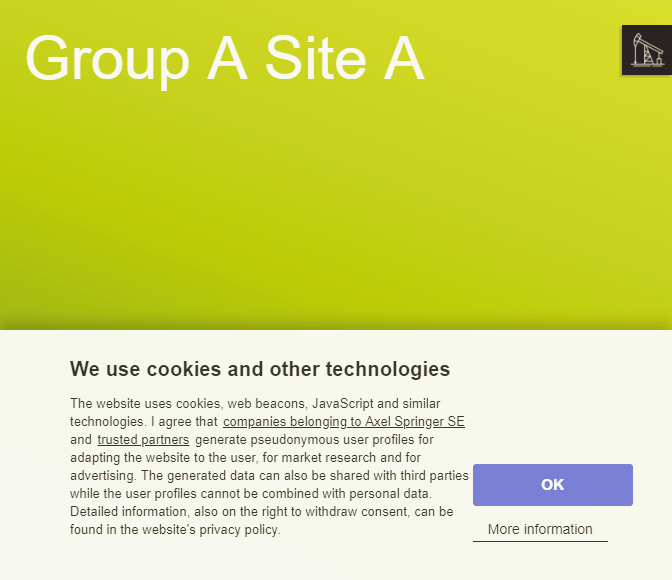 Group A Site A
We use cookies and other technologies
The website uses cookies, web beacons, JavaScript and similar
technologies. I agree that companies belonging to Axel Springer SE
and trusted partners generate pseudonymous user profiles for
adapting the website to the user, for market research and for
advertising. The generated data can also be shared with third parties
while the user profiles cannot be combined with personal data.
Detailed information, also on the right to withdraw consent, can be
found in the website's privacy policy.
OK
More information